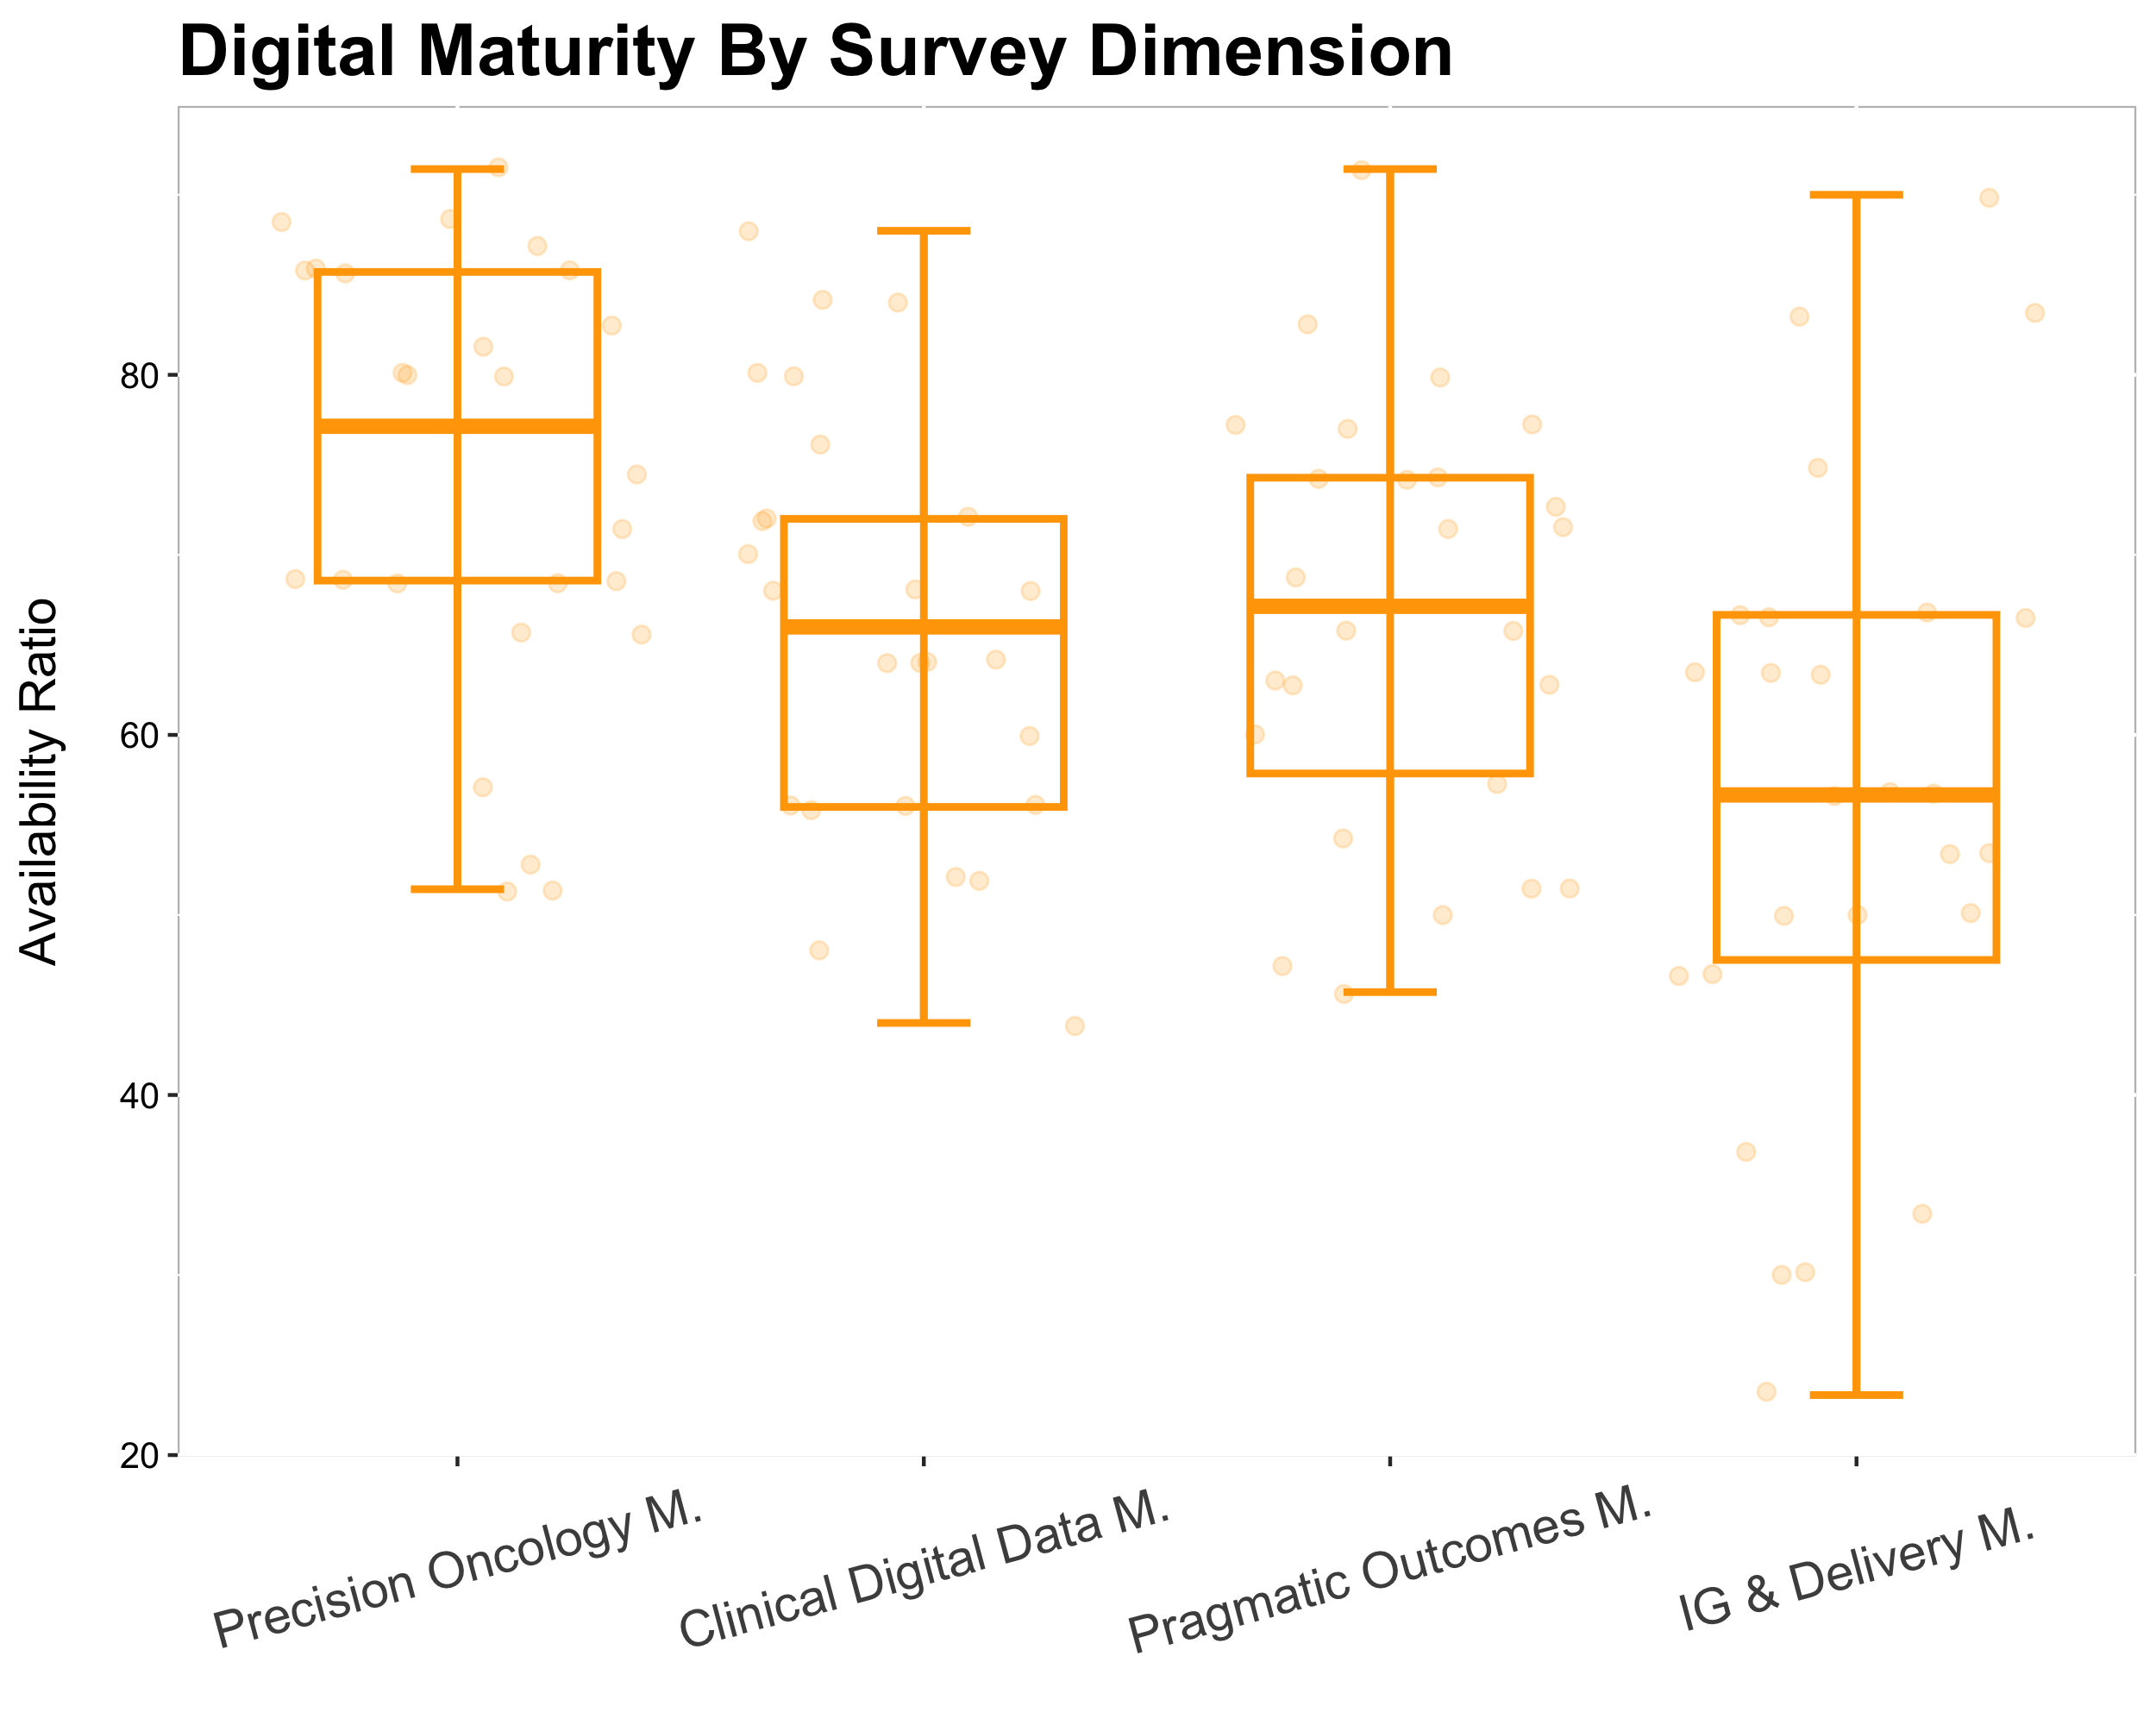 Digital Maturity By Survey Dimension
Availability Ratio
80
60
40
20
Precision Oncology M.
Clinical Digital Data M.
Pragmatic Outcomes M.
IG & Delivery M.